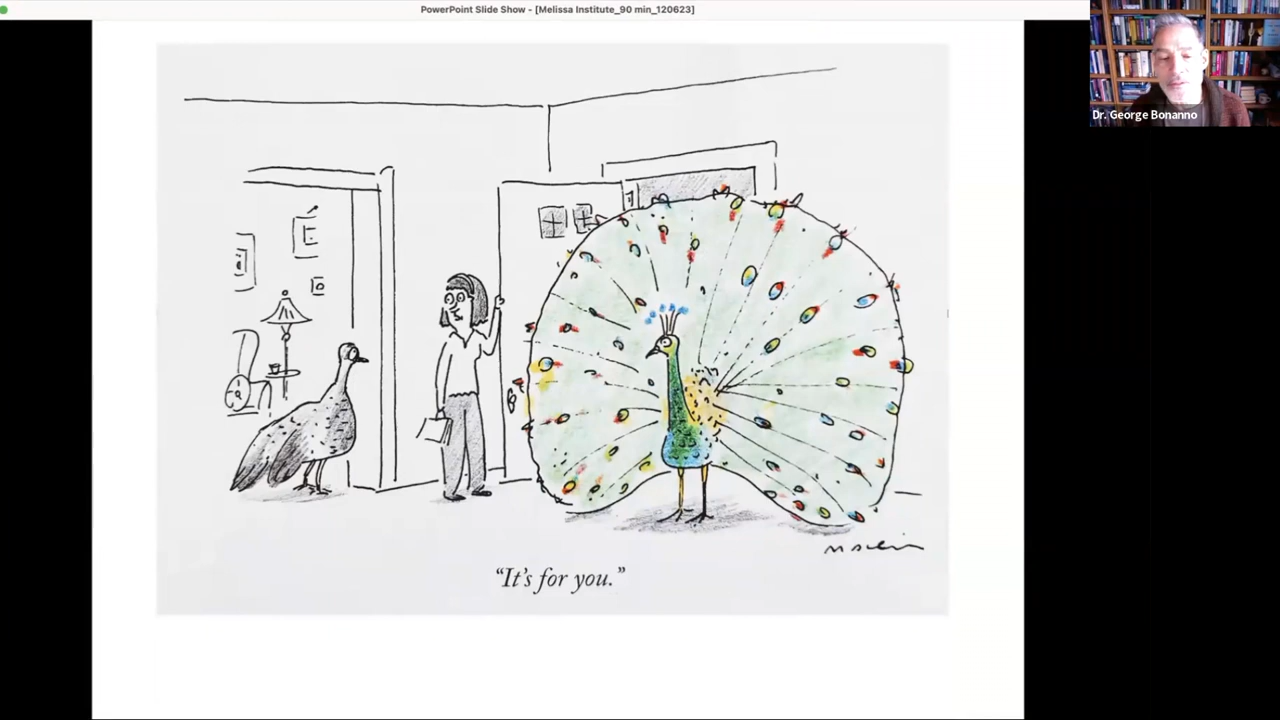 PowerPoint Slide Show - [Melissa Institute_90 min_120623]
Dr. George Bonanno
“It’s for you.”